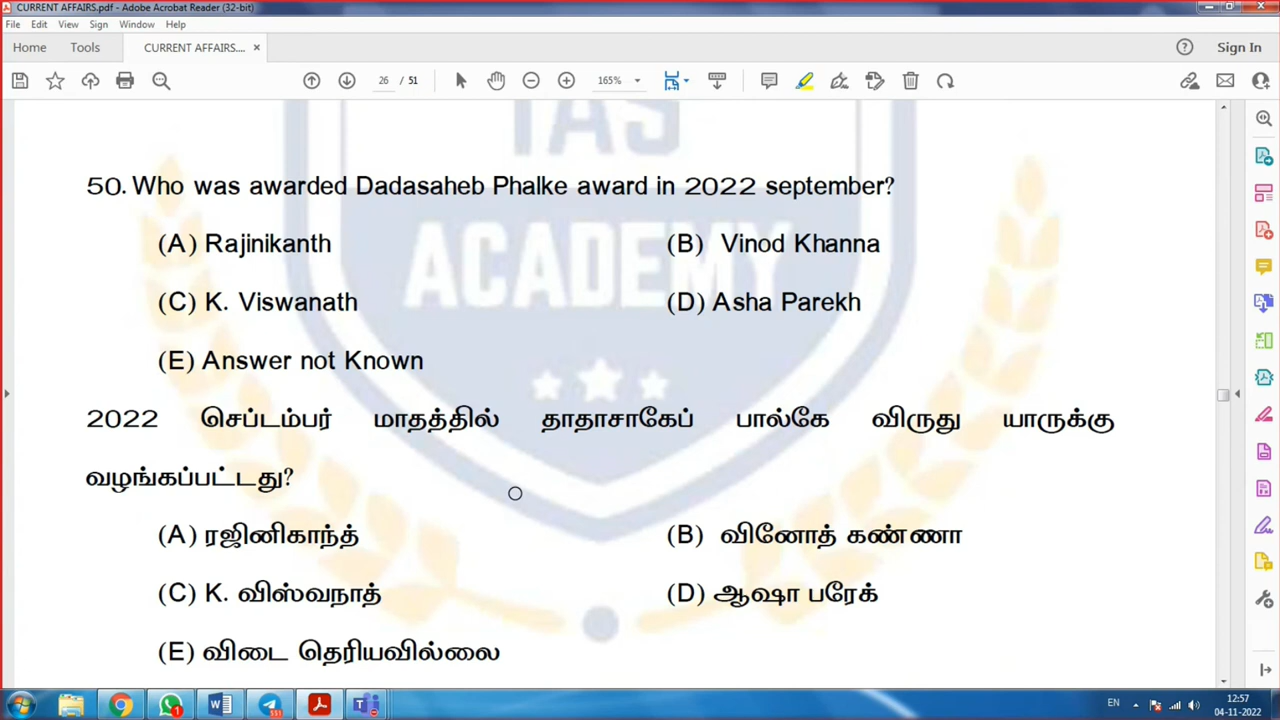 CURRENT AFFAIRS.pdf - Adobe Acrobat Reader (32-bit)
File Edit View Sign Window Help
Home Tools CURRENT AFFAIRS.... × Sign In
26 / 51 165%
IAS
ACADEMY
50. Who was awarded Dadasaheb Phalke award in 2022 september?
(A) Rajinikanth (B) Vinod Khanna
(C) K. Viswanath (D) Asha Parekh
(E) Answer not Known
2022 செப்டம்பர் மாதத்தில் தாதாசாகேப் பால்கே விருது யாருக்கு
வழங்கப்பட்டது?
(A) ரஜினிகாந்த் (B) வினோத் கண்ணா
(C) K. விஸ்வநாத் (D) ஆஷா பரேக்
(E) விடை தெரியவில்லை
EN 12:57
04-11-2022